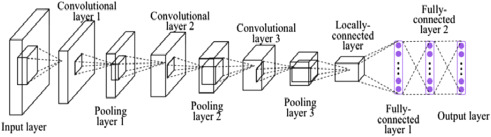 Convolutional
layer 1
Convolutional
layer 2
Convolutional
layer 3
Locally-
connected
layer
Fully-
connected
layer 2
Input layer
Pooling
layer 1
Pooling
layer 2
Pooling
layer 3
Fully-
connected
layer 1
Output layer